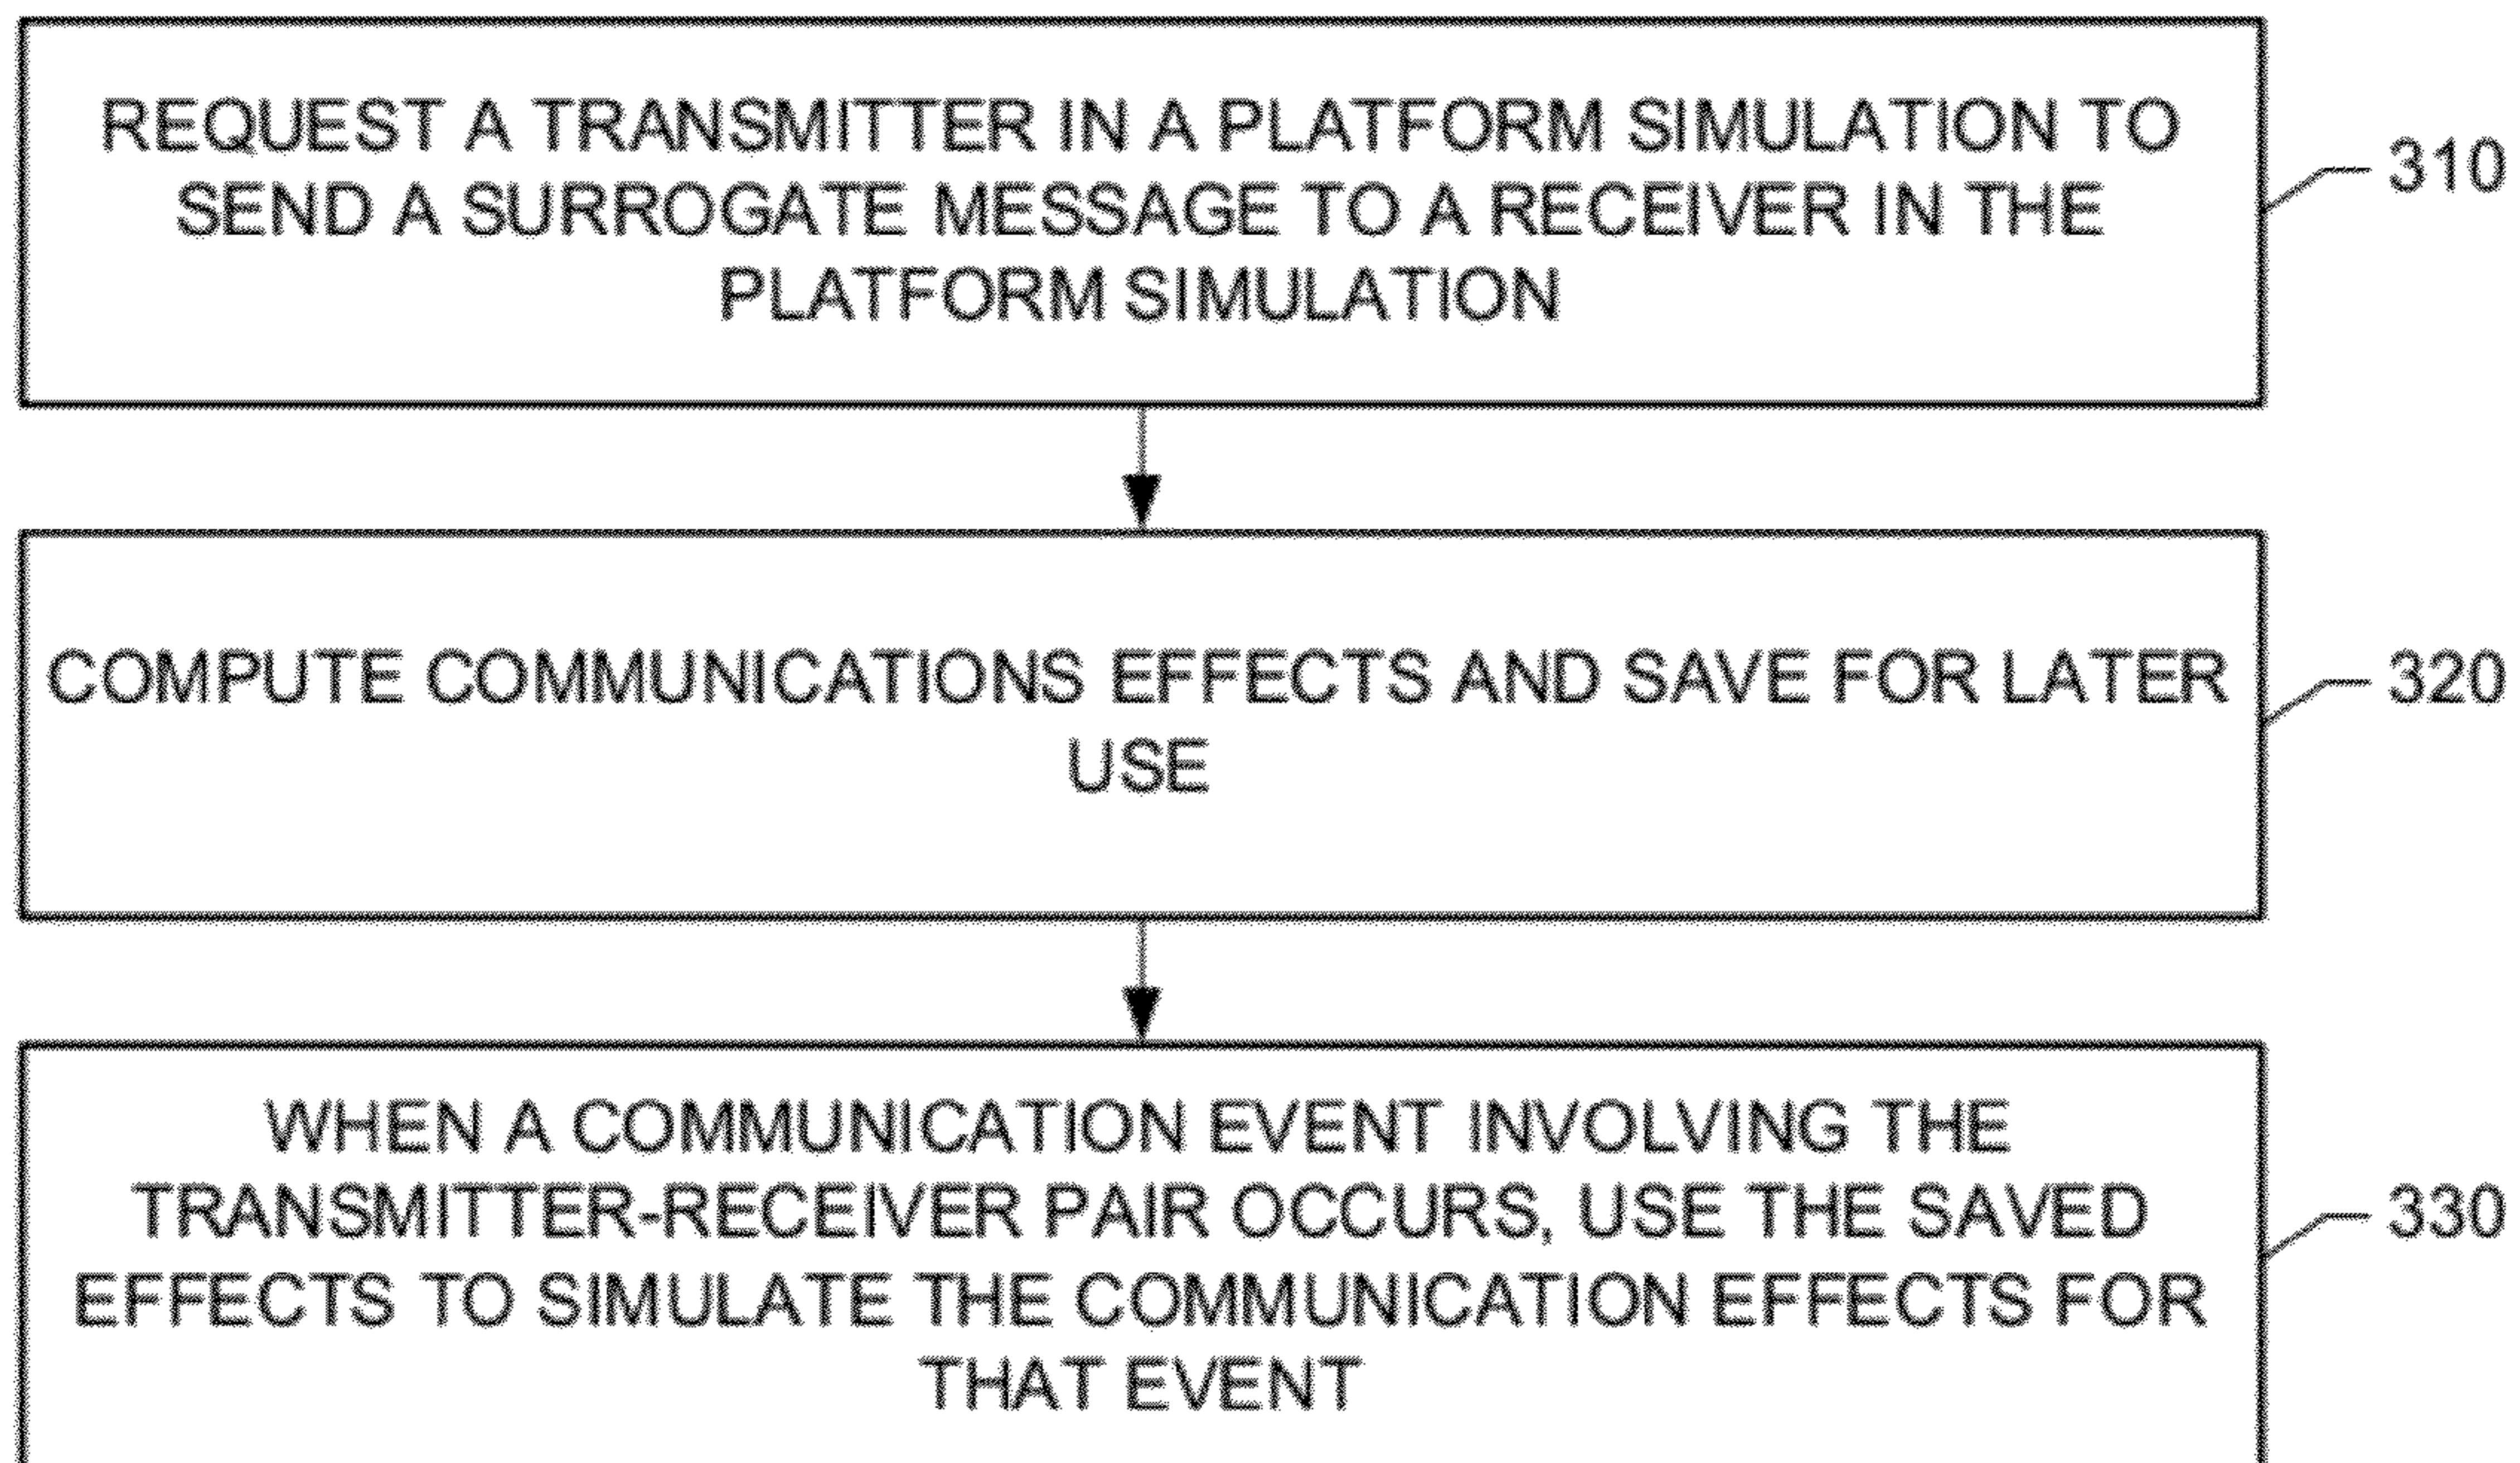 REQUEST A TRANSMITTER IN A PLATFORM SIMULATION TO
SEND A SURROGATE MESSAGE TO A RECEIVER IN THE
PLATFORM SIMULATION
310
COMPUTE COMMUNICATIONS EFFECTS AND SAVE FOR LATER
USE
320
WHEN A COMMUNICATION EVENT INVOLVING THE
TRANSMITTER-RECEIVER PAIR OCCURS, USE THE SAVED
EFFECTS TO SIMULATE THE COMMUNICATION EFFECTS FOR
THAT EVENT
330